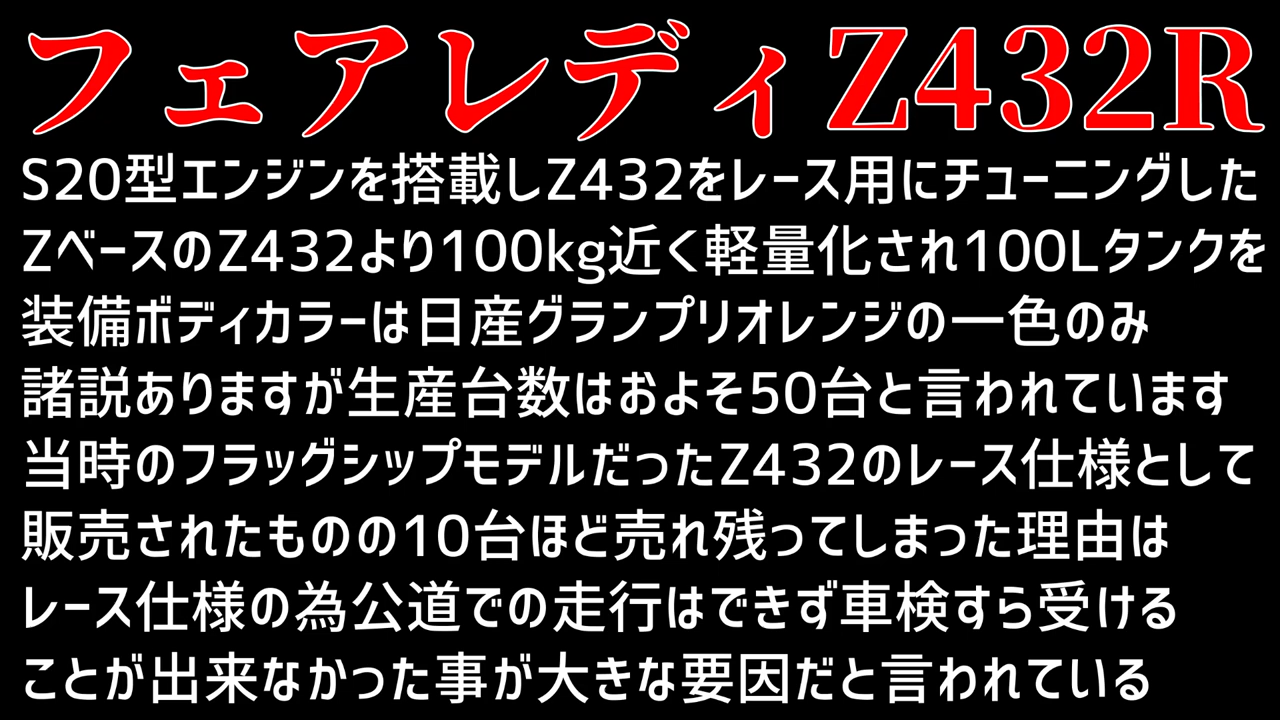 フェアレディZ432R
S20型エンジンを搭載しZ432をレース用にチューニングした
ZベースのZ432より100kg近く軽量化され100Lタンクを
装備ボディカラーは日産グランプリオレンジの一色のみ
諸説ありますが生産台数はおよそ50台と言われています
当時のフラッグシップモデルだったZ432のレース仕様として
販売されたものの10台ほど売れ残ってしまった理由は
レース仕様の為公道での走行はできず車検すら受ける
ことが出来なかった事が大きな要因だと言われている